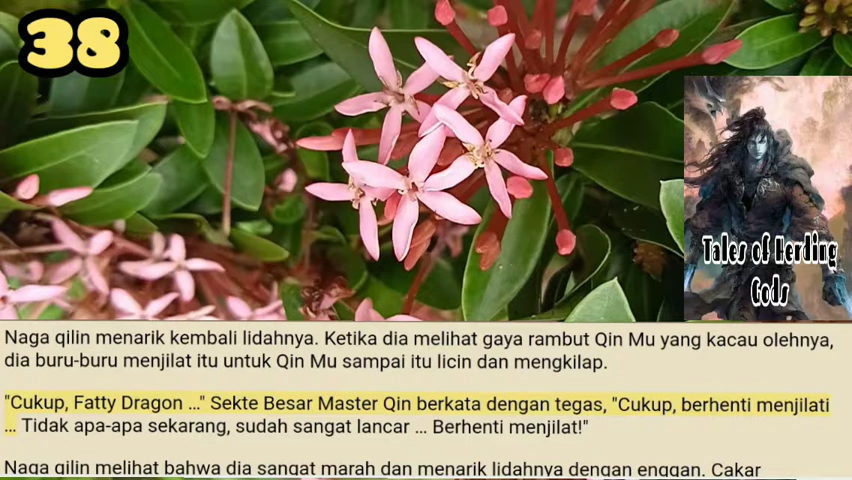 38
Tales of Herding
Gods
Naga qilin menarik kembali lidahnya. Ketika dia melihat gaya rambut Qin Mu yang kacau olehnya,
dia buru-buru menjilat itu untuk Qin Mu sampai itu licin dan mengkilap.
"Cukup, Fatty Dragon ..." Sekte Besar Master Qin berkata dengan tegas, "Cukup, berhenti menjilati
... Tidak apa-apa sekarang, sudah sangat lancar ... Berhenti menjilat!"
Naga qilin melihat bahwa dia sangat marah dan menarik lidahnya dengan enggan. Cakar